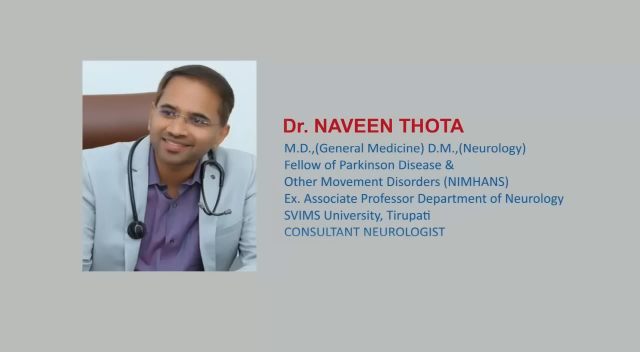 Dr. NAVEEN THOTA
M.D.,(General Medicine) D.M.,(Neurology)
Fellow of Parkinson Disease &
Other Movement Disorders (NIMHANS)
Ex. Associate Professor Department of Neurology
SVIMS University, Tirupati
CONSULTANT NEUROLOGIST